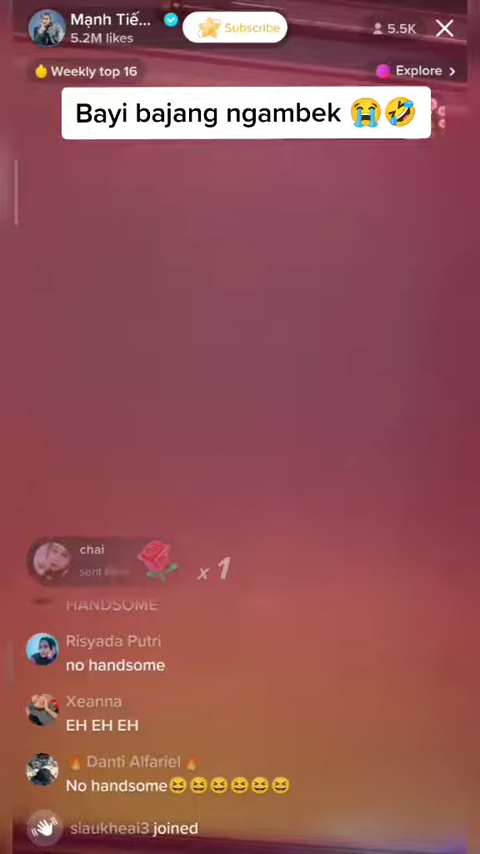 Mạnh Tiế...
5.2M likes
Subscribe
5.5K
Weekly top 16
Explore >
Bayi bajang ngambek 😭🤣
chai
sent
x 1
HANDSOME
Risyada Putri
no handsome
Xeanna
EH EH EH
🔥Danti Alfariel🔥
No handsome😆😆😆😆😆😆
siaukheai3 joined